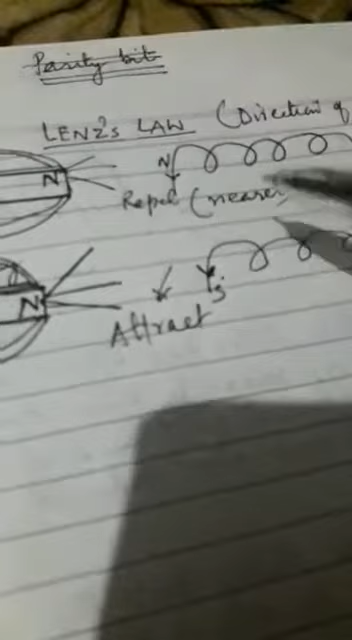 Parity bit
LENZ'S LAW (Direction of
N N
Repel (nearer
N S
Attract